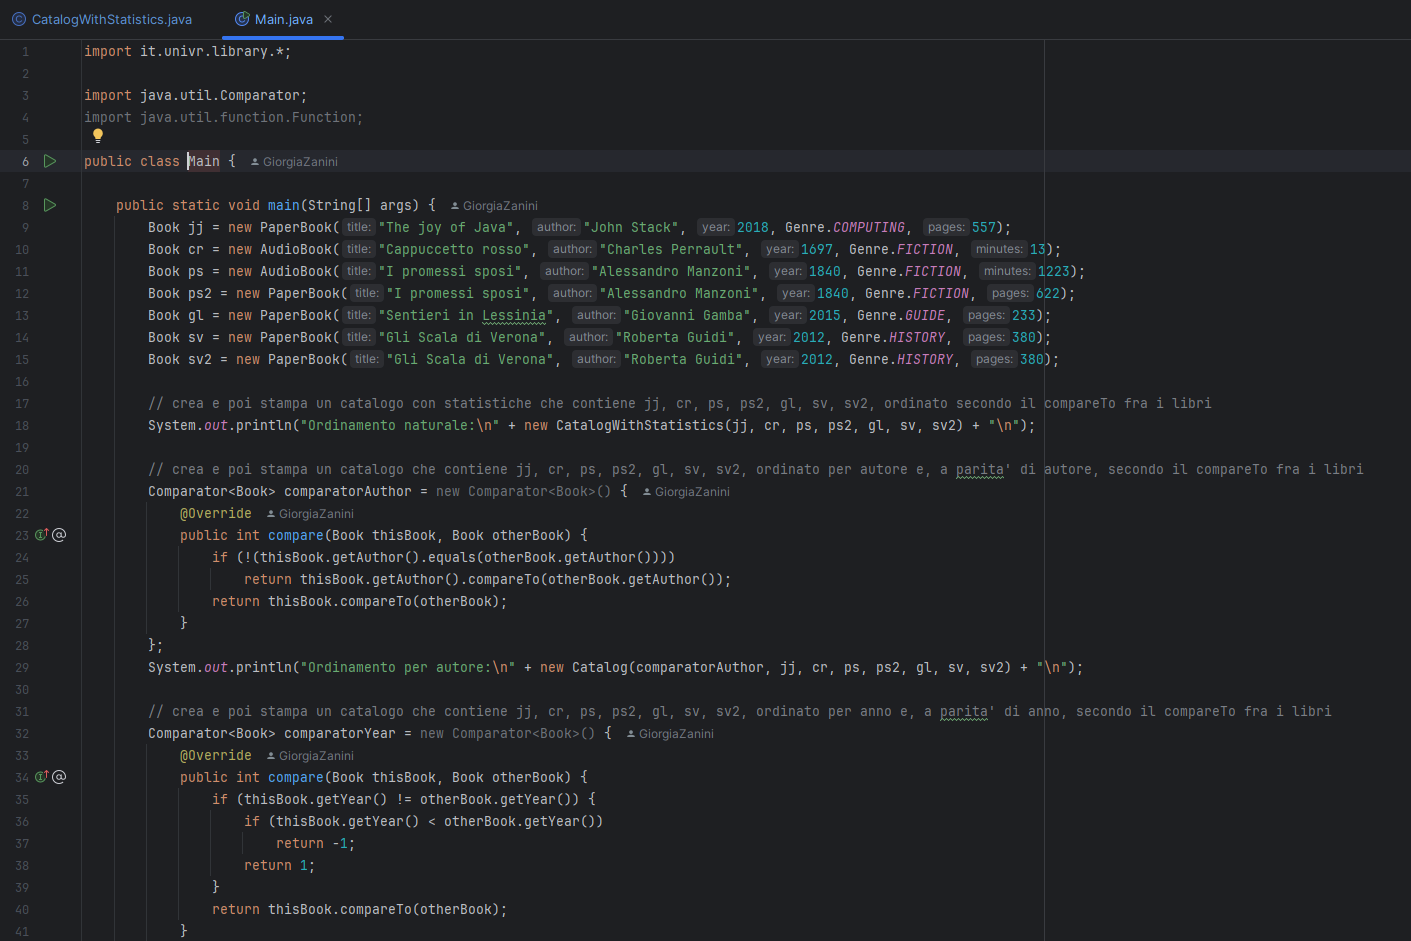 CatalogWithStatistics.java Main.java ×
1 import it.univr.library.*;
2
3 import java.util.Comparator;
4 import java.util.function.Function;
5
6 public class Main { GiorgiaZanini
7
8 public static void main(String[] args) { GiorgiaZanini
9 Book jj = new PaperBook( title: "The joy of Java", author: "John Stack", year: 2018, Genre.COMPUTING, pages: 557);
10 Book cr = new AudioBook( title: "Cappuccetto rosso", author: "Charles Perrault", year: 1697, Genre.FICTION, minutes: 13);
11 Book ps = new AudioBook( title: "I promessi sposi", author: "Alessandro Manzoni", year: 1840, Genre.FICTION, minutes: 1223);
12 Book ps2 = new PaperBook( title: "I promessi sposi", author: "Alessandro Manzoni", year: 1840, Genre.FICTION, pages: 622);
13 Book gl = new PaperBook( title: "Sentieri in Lessinia", author: "Giovanni Gamba", year: 2015, Genre.GUIDE, pages: 233);
14 Book sv = new PaperBook( title: "Gli Scala di Verona", author: "Roberta Guidi", year: 2012, Genre.HISTORY, pages: 380);
15 Book sv2 = new PaperBook( title: "Gli Scala di Verona", author: "Roberta Guidi", year: 2012, Genre.HISTORY, pages: 380);
16
17 // crea e poi stampa un catalogo con statistiche che contiene jj, cr, ps, ps2, gl, sv, sv2, ordinato secondo il compareTo fra i libri
18 System.out.println("Ordinamento naturale:\n" + new CatalogWithStatistics(jj, cr, ps, ps2, gl, sv, sv2) + "\n");
19
20 // crea e poi stampa un catalogo che contiene jj, cr, ps, ps2, gl, sv, sv2, ordinato per autore e, a parita' di autore, secondo il compareTo fra i libri
21 Comparator<Book> comparatorAuthor = new Comparator<Book>() { GiorgiaZanini
22 @Override GiorgiaZanini
23 public int compare(Book thisBook, Book otherBook) {
24 if (!(thisBook.getAuthor().equals(otherBook.getAuthor())))
25 return thisBook.getAuthor().compareTo(otherBook.getAuthor());
26 return thisBook.compareTo(otherBook);
27 }
28 };
29 System.out.println("Ordinamento per autore:\n" + new Catalog(comparatorAuthor, jj, cr, ps, ps2, gl, sv, sv2) + "\n");
30
31 // crea e poi stampa un catalogo che contiene jj, cr, ps, ps2, gl, sv, sv2, ordinato per anno e, a parita' di anno, secondo il compareTo fra i libri
32 Comparator<Book> comparatorYear = new Comparator<Book>() { GiorgiaZanini
33 @Override GiorgiaZanini
34 public int compare(Book thisBook, Book otherBook) {
35 if (thisBook.getYear() != otherBook.getYear()) {
36 if (thisBook.getYear() < otherBook.getYear())
37 return -1;
38 return 1;
39 }
40 return thisBook.compareTo(otherBook);
41 }